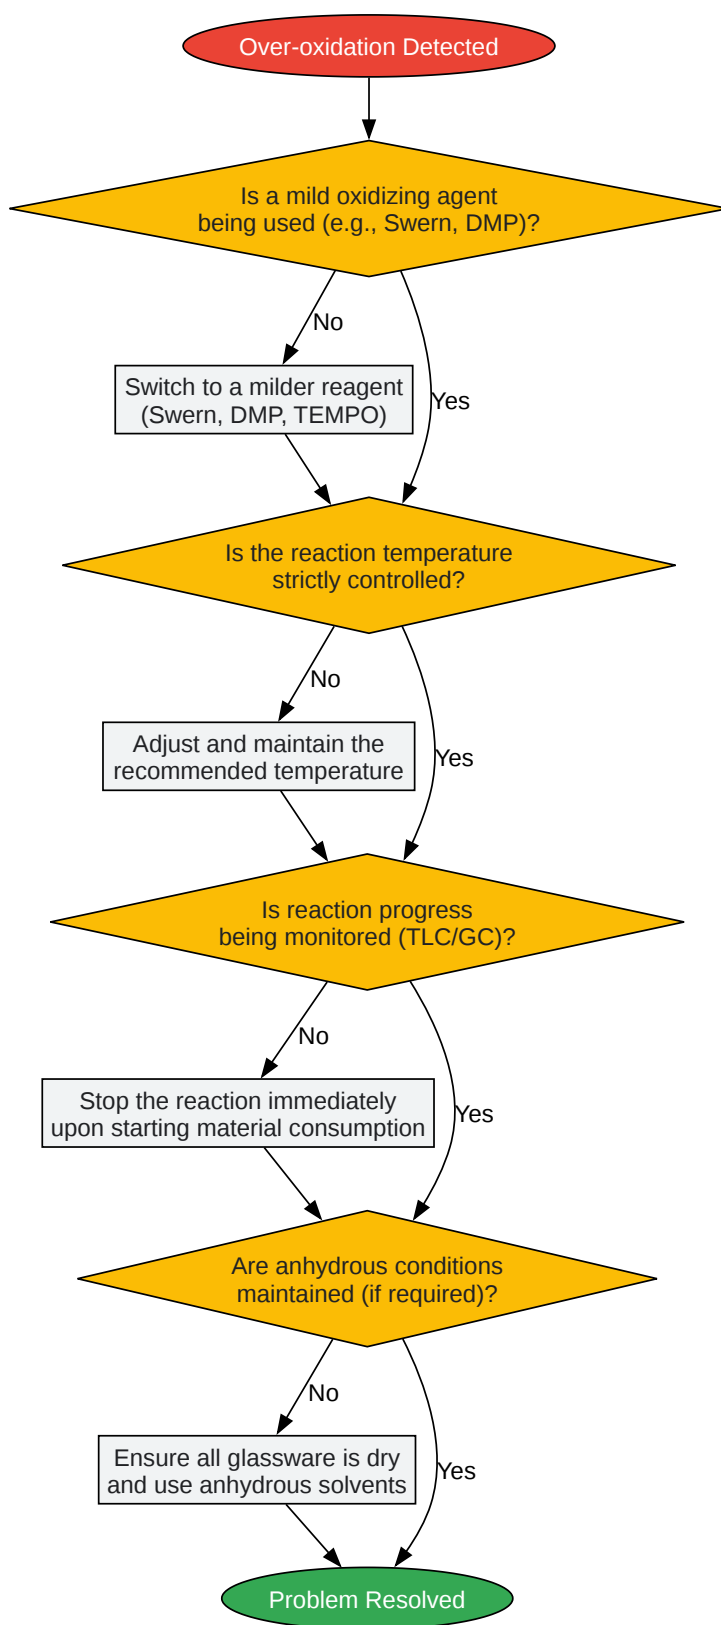 Over-oxidation Detected
Is a mild oxidizing agent
being used (e.g., Swern, DMP)?
No
Switch to a milder reagent
(Swern, DMP, TEMPO)
Yes
Is the reaction temperature
strictly controlled?
No
Adjust and maintain the
recommended temperature
Yes
Is reaction progress
being monitored (TLC/GC)?
No
Stop the reaction immediately
upon starting material consumption
Yes
Are anhydrous conditions
maintained (if required)?
No
Ensure all glassware is dry
and use anhydrous solvents
Yes
Problem Resolved